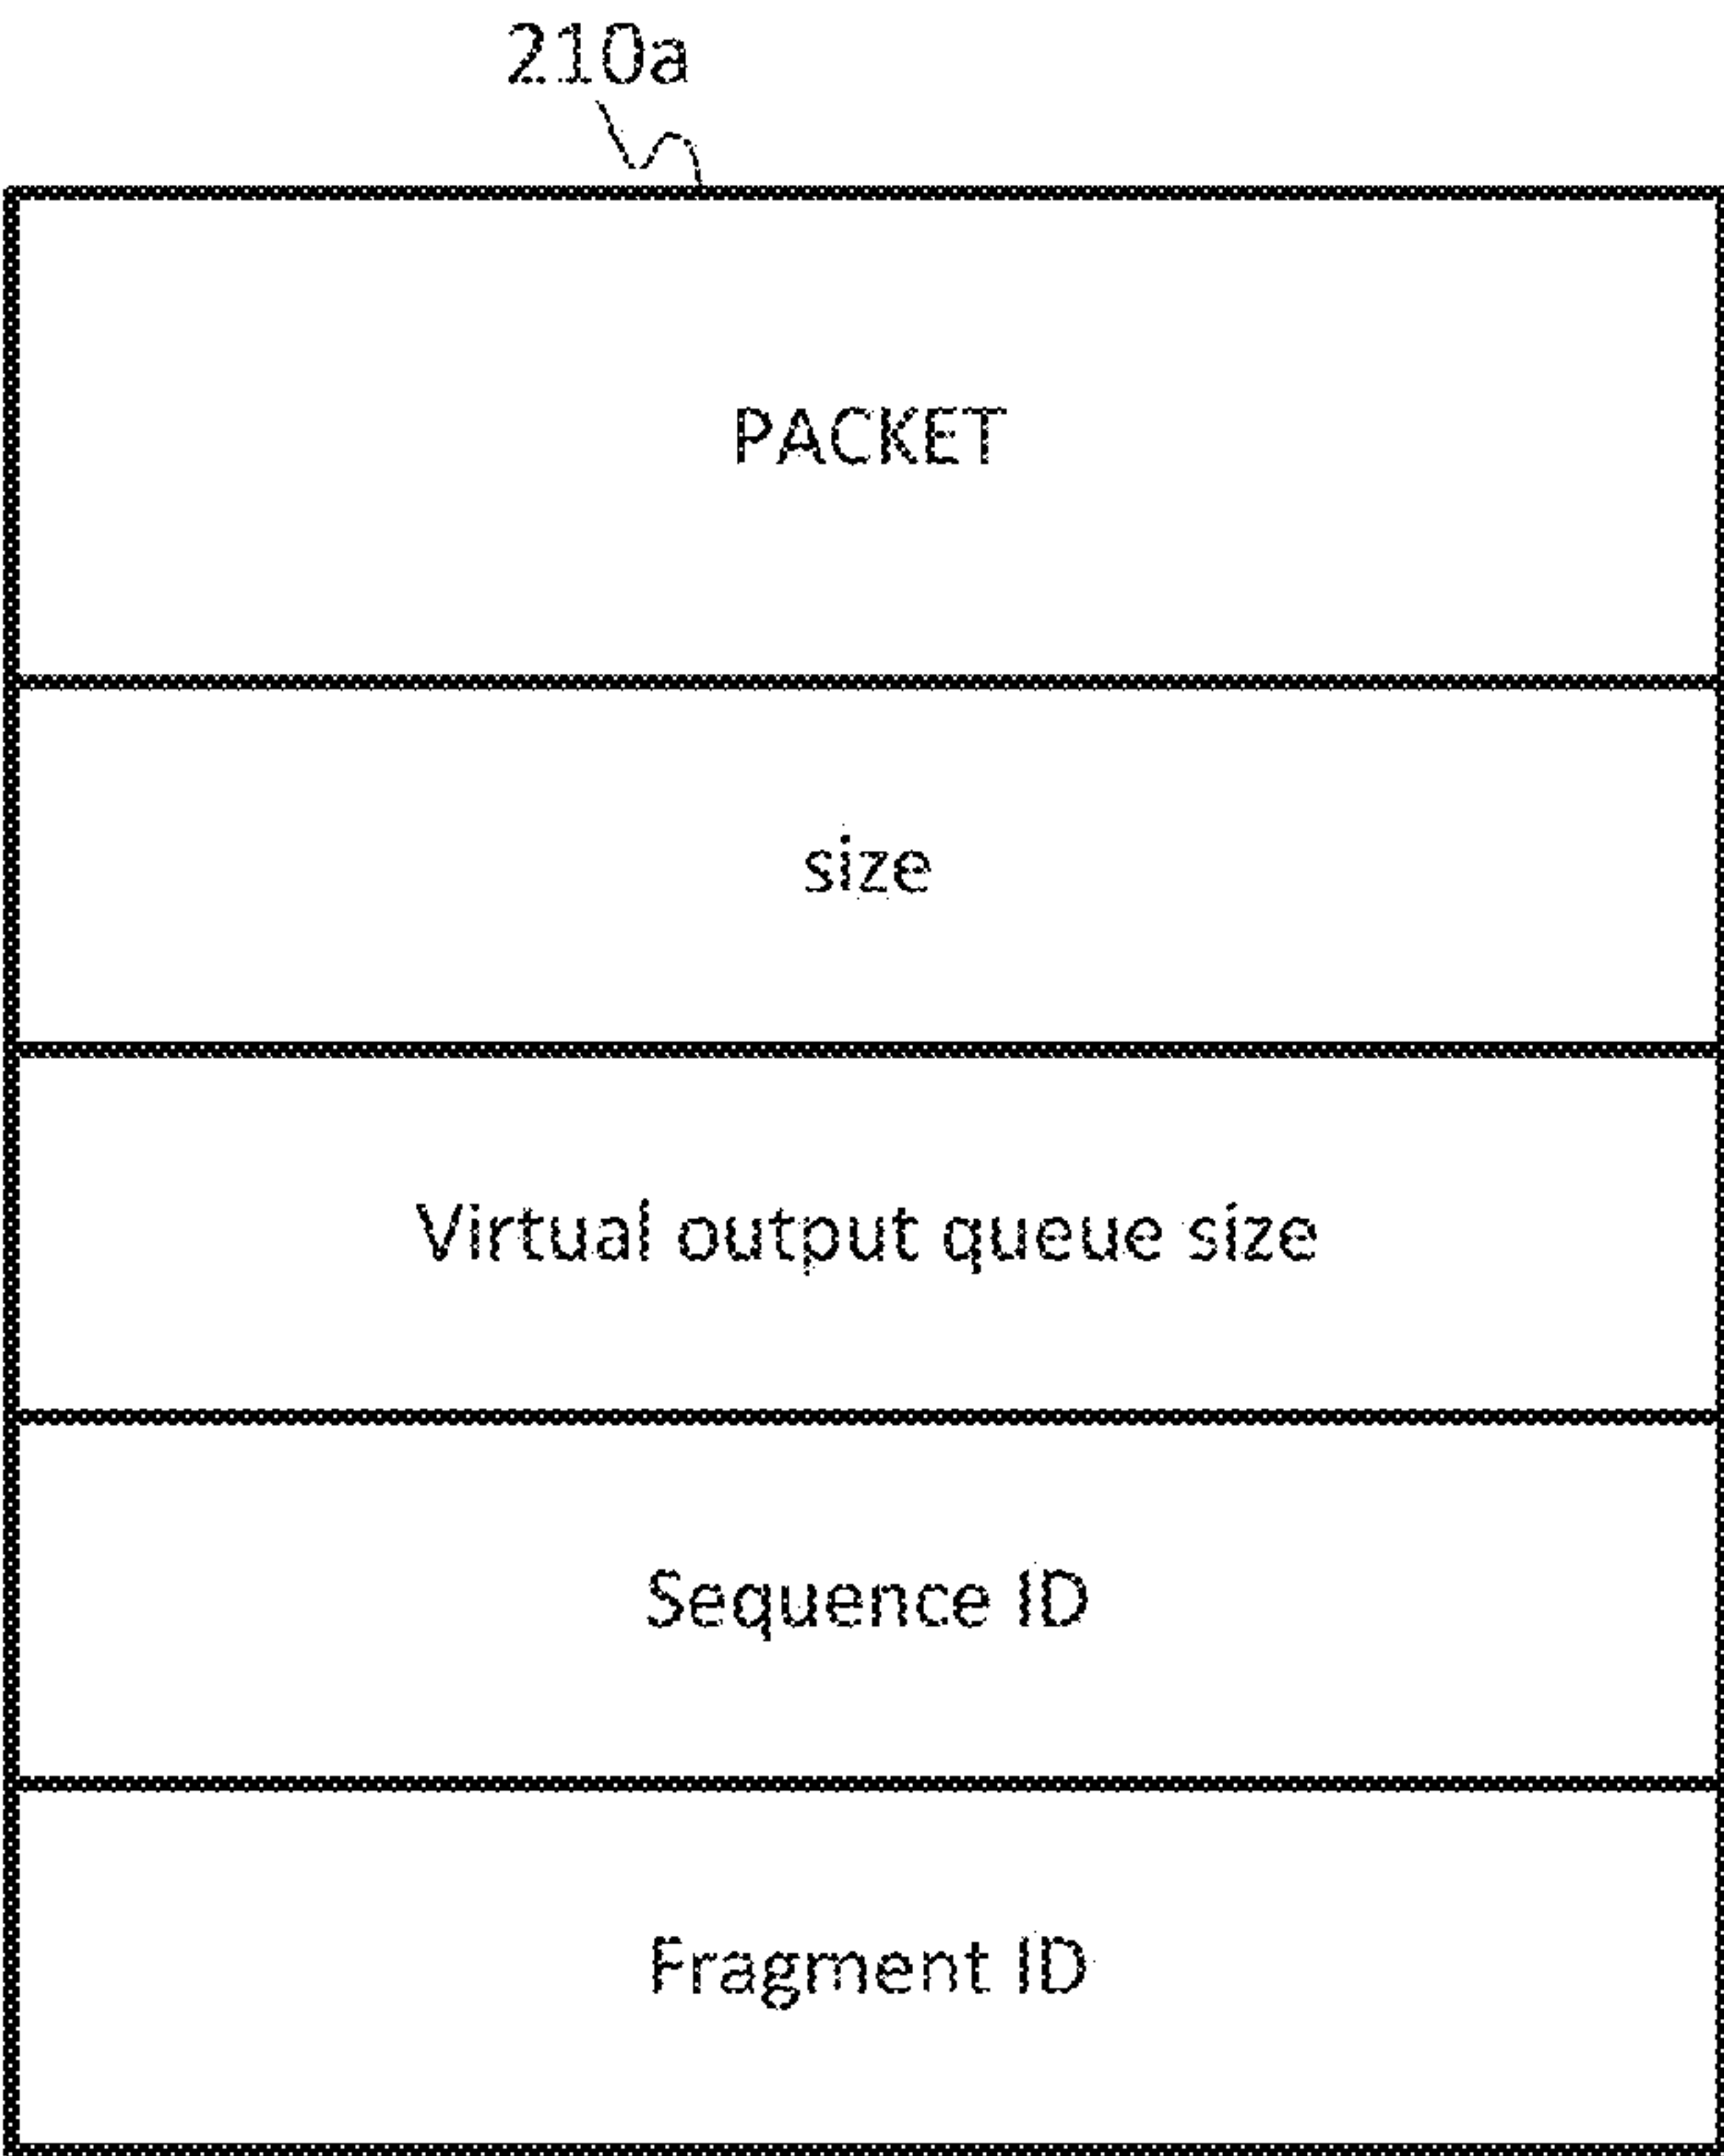 210a
PACKET
size
Virtual output queue size
Sequence ID
Fragment ID